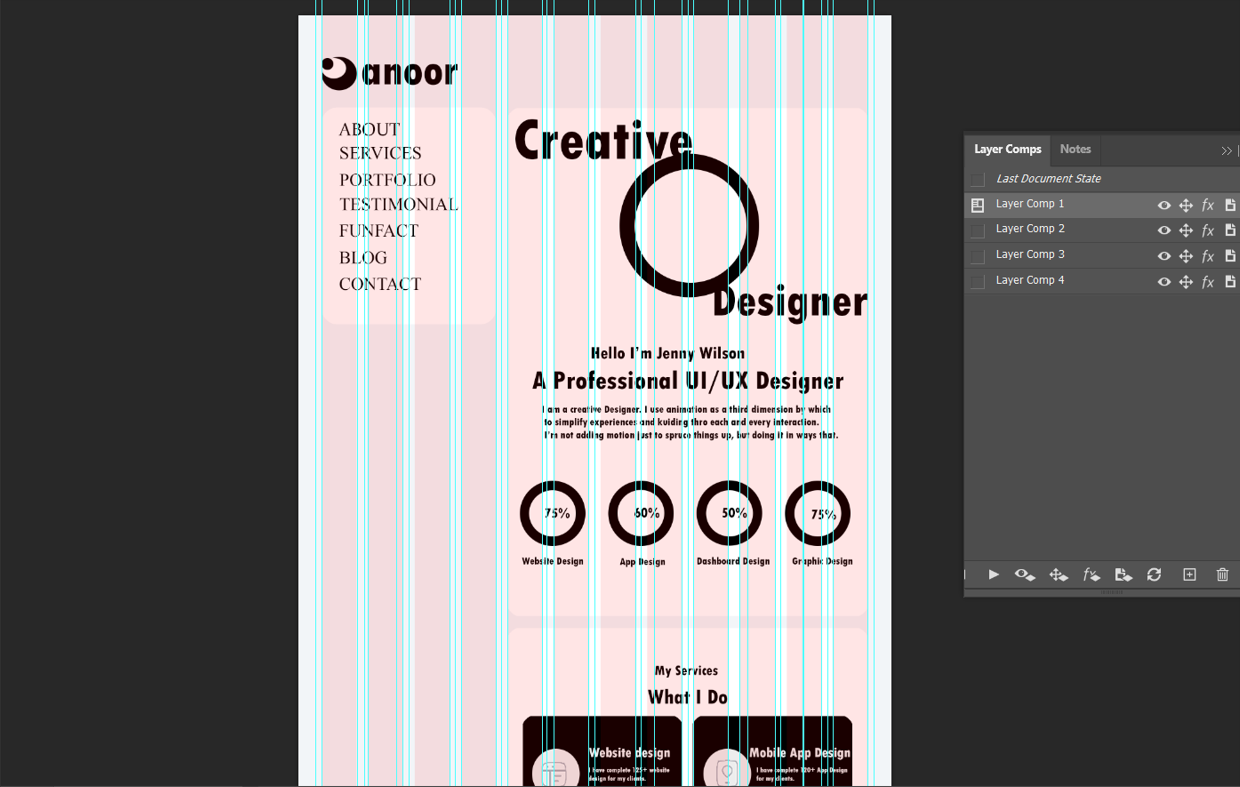 anoor
ABOUT
SERVICES
PORTFOLIO
TESTIMONIAL
FUNFACT
BLOG
CONTACT
Creative
Designer
Hello I'm Jenny Wilson
A Professional UI/UX Designer
I am a creative Designer. I use animation as a third dimension by which
to simplify experiences and kuiding thro each and every interaction.
I'm not adding motion just to spruce things up, but doing it in ways that.
75%
60%
50%
75%
Website Design
App Design
Dashboard Design
Graphic Design
My Services
What I Do
Website design
I have complete 125+ website
design for my clients.
Mobile App Design
I have complete 120+ App Design
for my clients.
Layer Comps
Notes
Last Document State
Layer Comp 1
fx
Layer Comp 2
fx
Layer Comp 3
fx
Layer Comp 4
fx